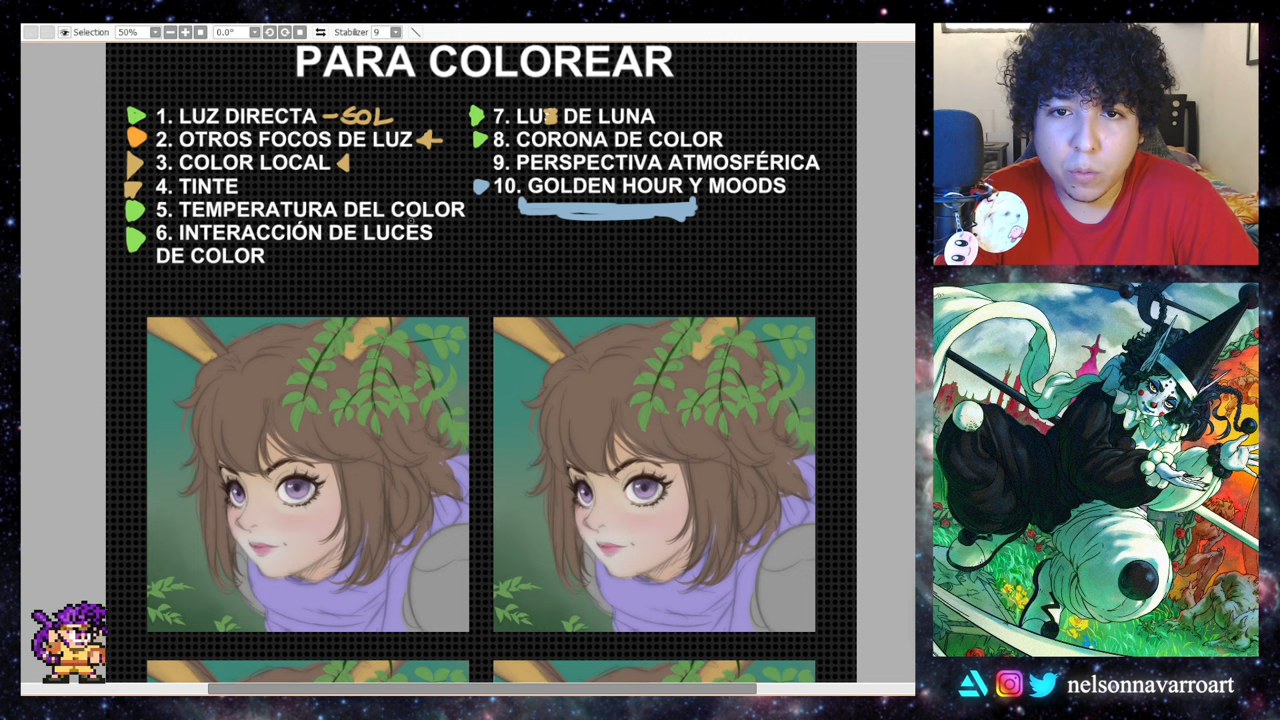 Selection 50% 0.0° Stabilizer 9
PARA COLOREAR
1. LUZ DIRECTA - SOL
2. OTROS FOCOS DE LUZ
3. COLOR LOCAL
4. TINTE
5. TEMPERATURA DEL COLOR
6. INTERACCIÓN DE LUCES
DE COLOR
7. LUZ DE LUNA
8. CORONA DE COLOR
9. PERSPECTIVA ATMOSFÉRICA
10. GOLDEN HOUR Y MOODS
nelsonnavarroart